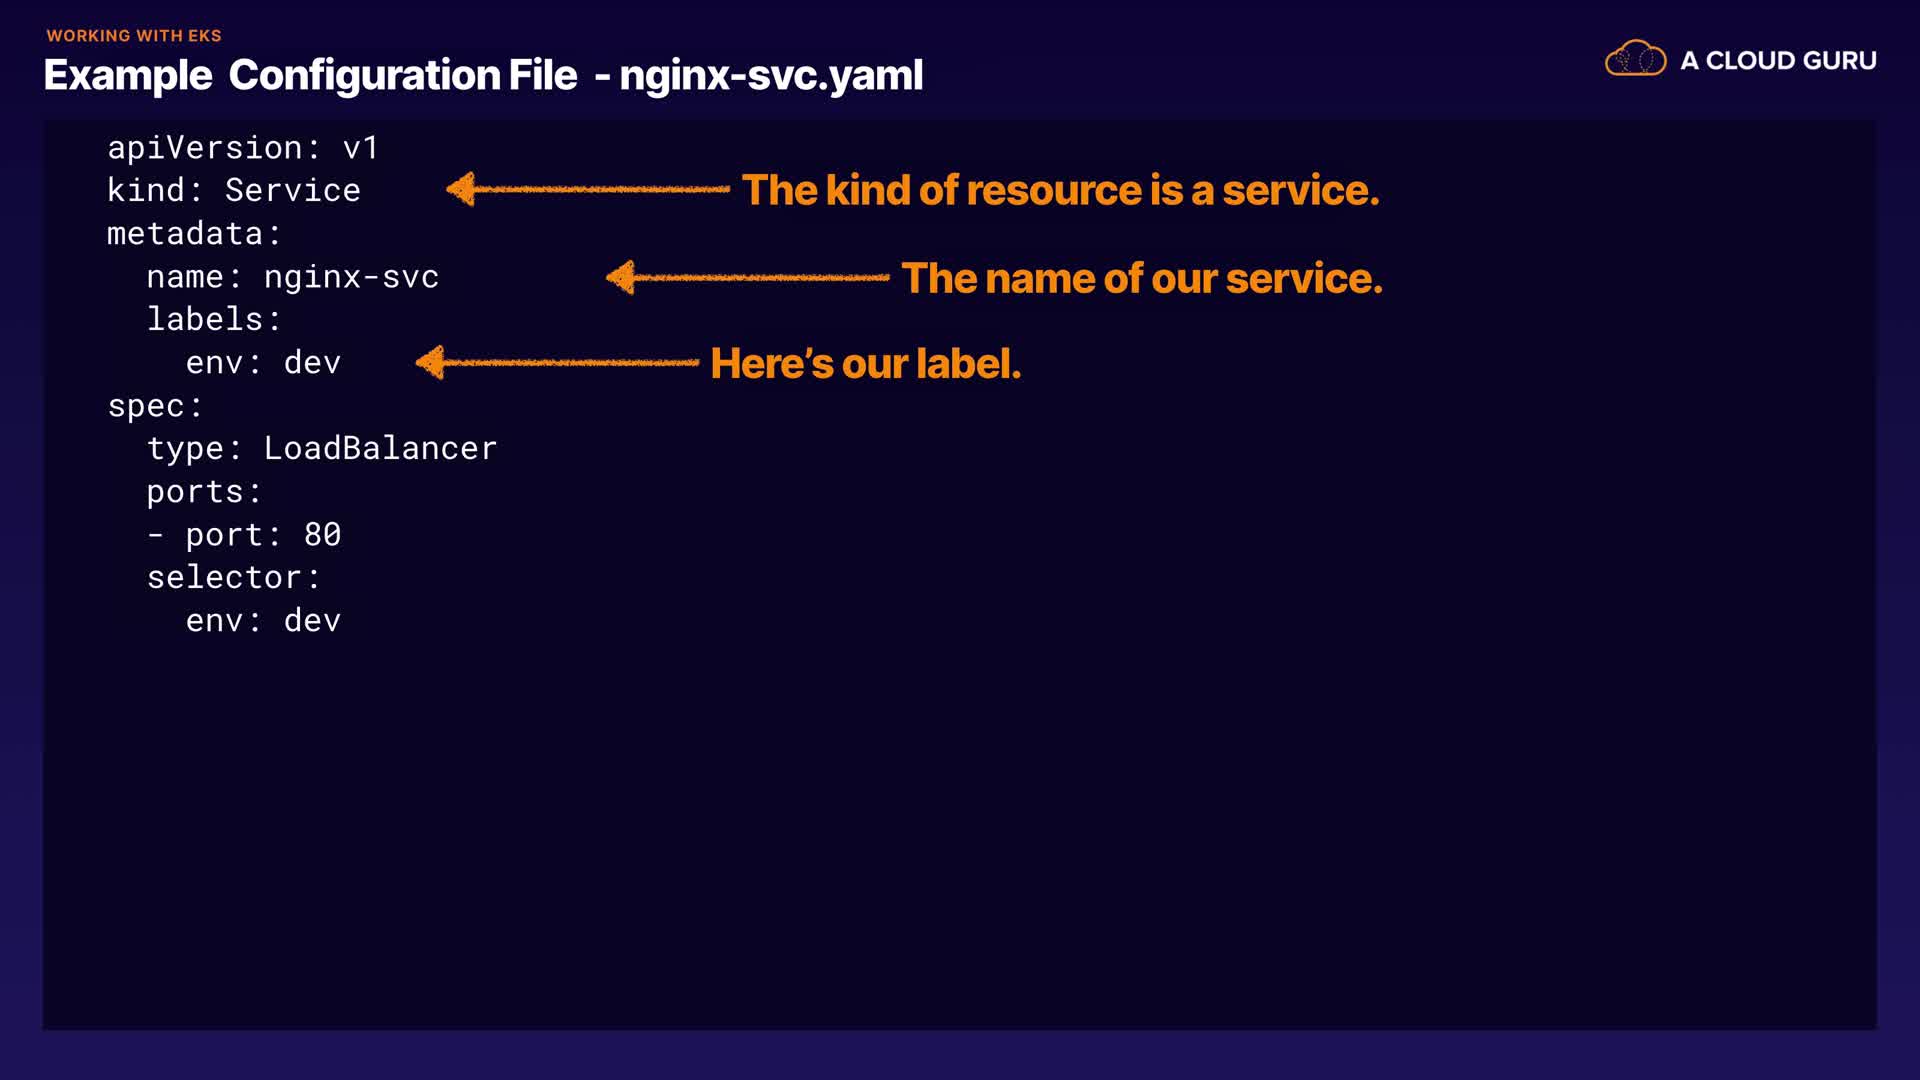 WORKING WITH EKS
Example Configuration File - nginx-svc.yaml
A CLOUD GURU
apiVersion: v1
kind: Service
The kind of resource is a service.
metadata:
name: nginx-svc
The name of our service.
labels:
env: dev
Here’s our label.
spec:
type: LoadBalancer
ports:
- port: 80
selector:
env: dev